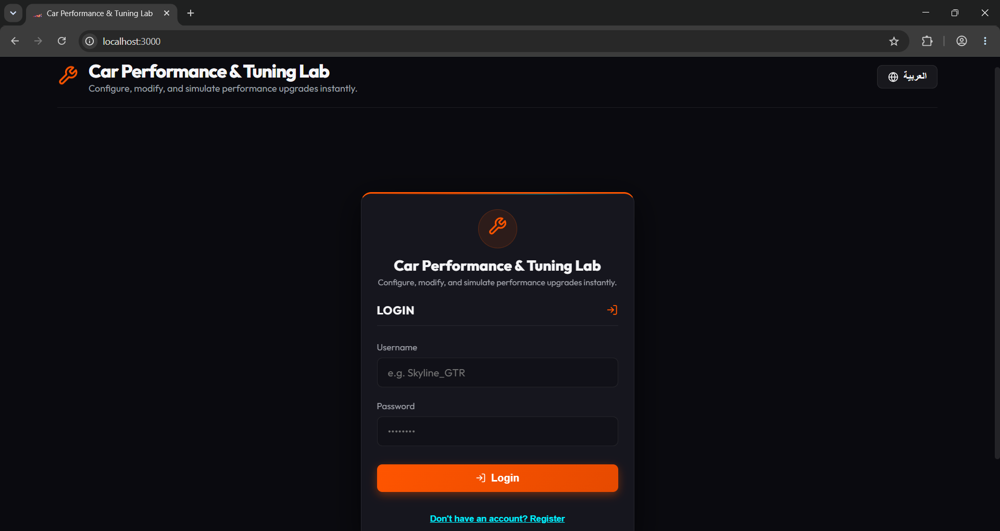 Car Performance & Tuning Lab
localhost:3000
Car Performance & Tuning Lab
Configure, modify, and simulate performance upgrades instantly.
العربية
Car Performance & Tuning Lab
Configure, modify, and simulate performance upgrades instantly.
LOGIN
Username
e.g. Skyline_GTR
Password
••••••••
Login
Don't have an account? Register